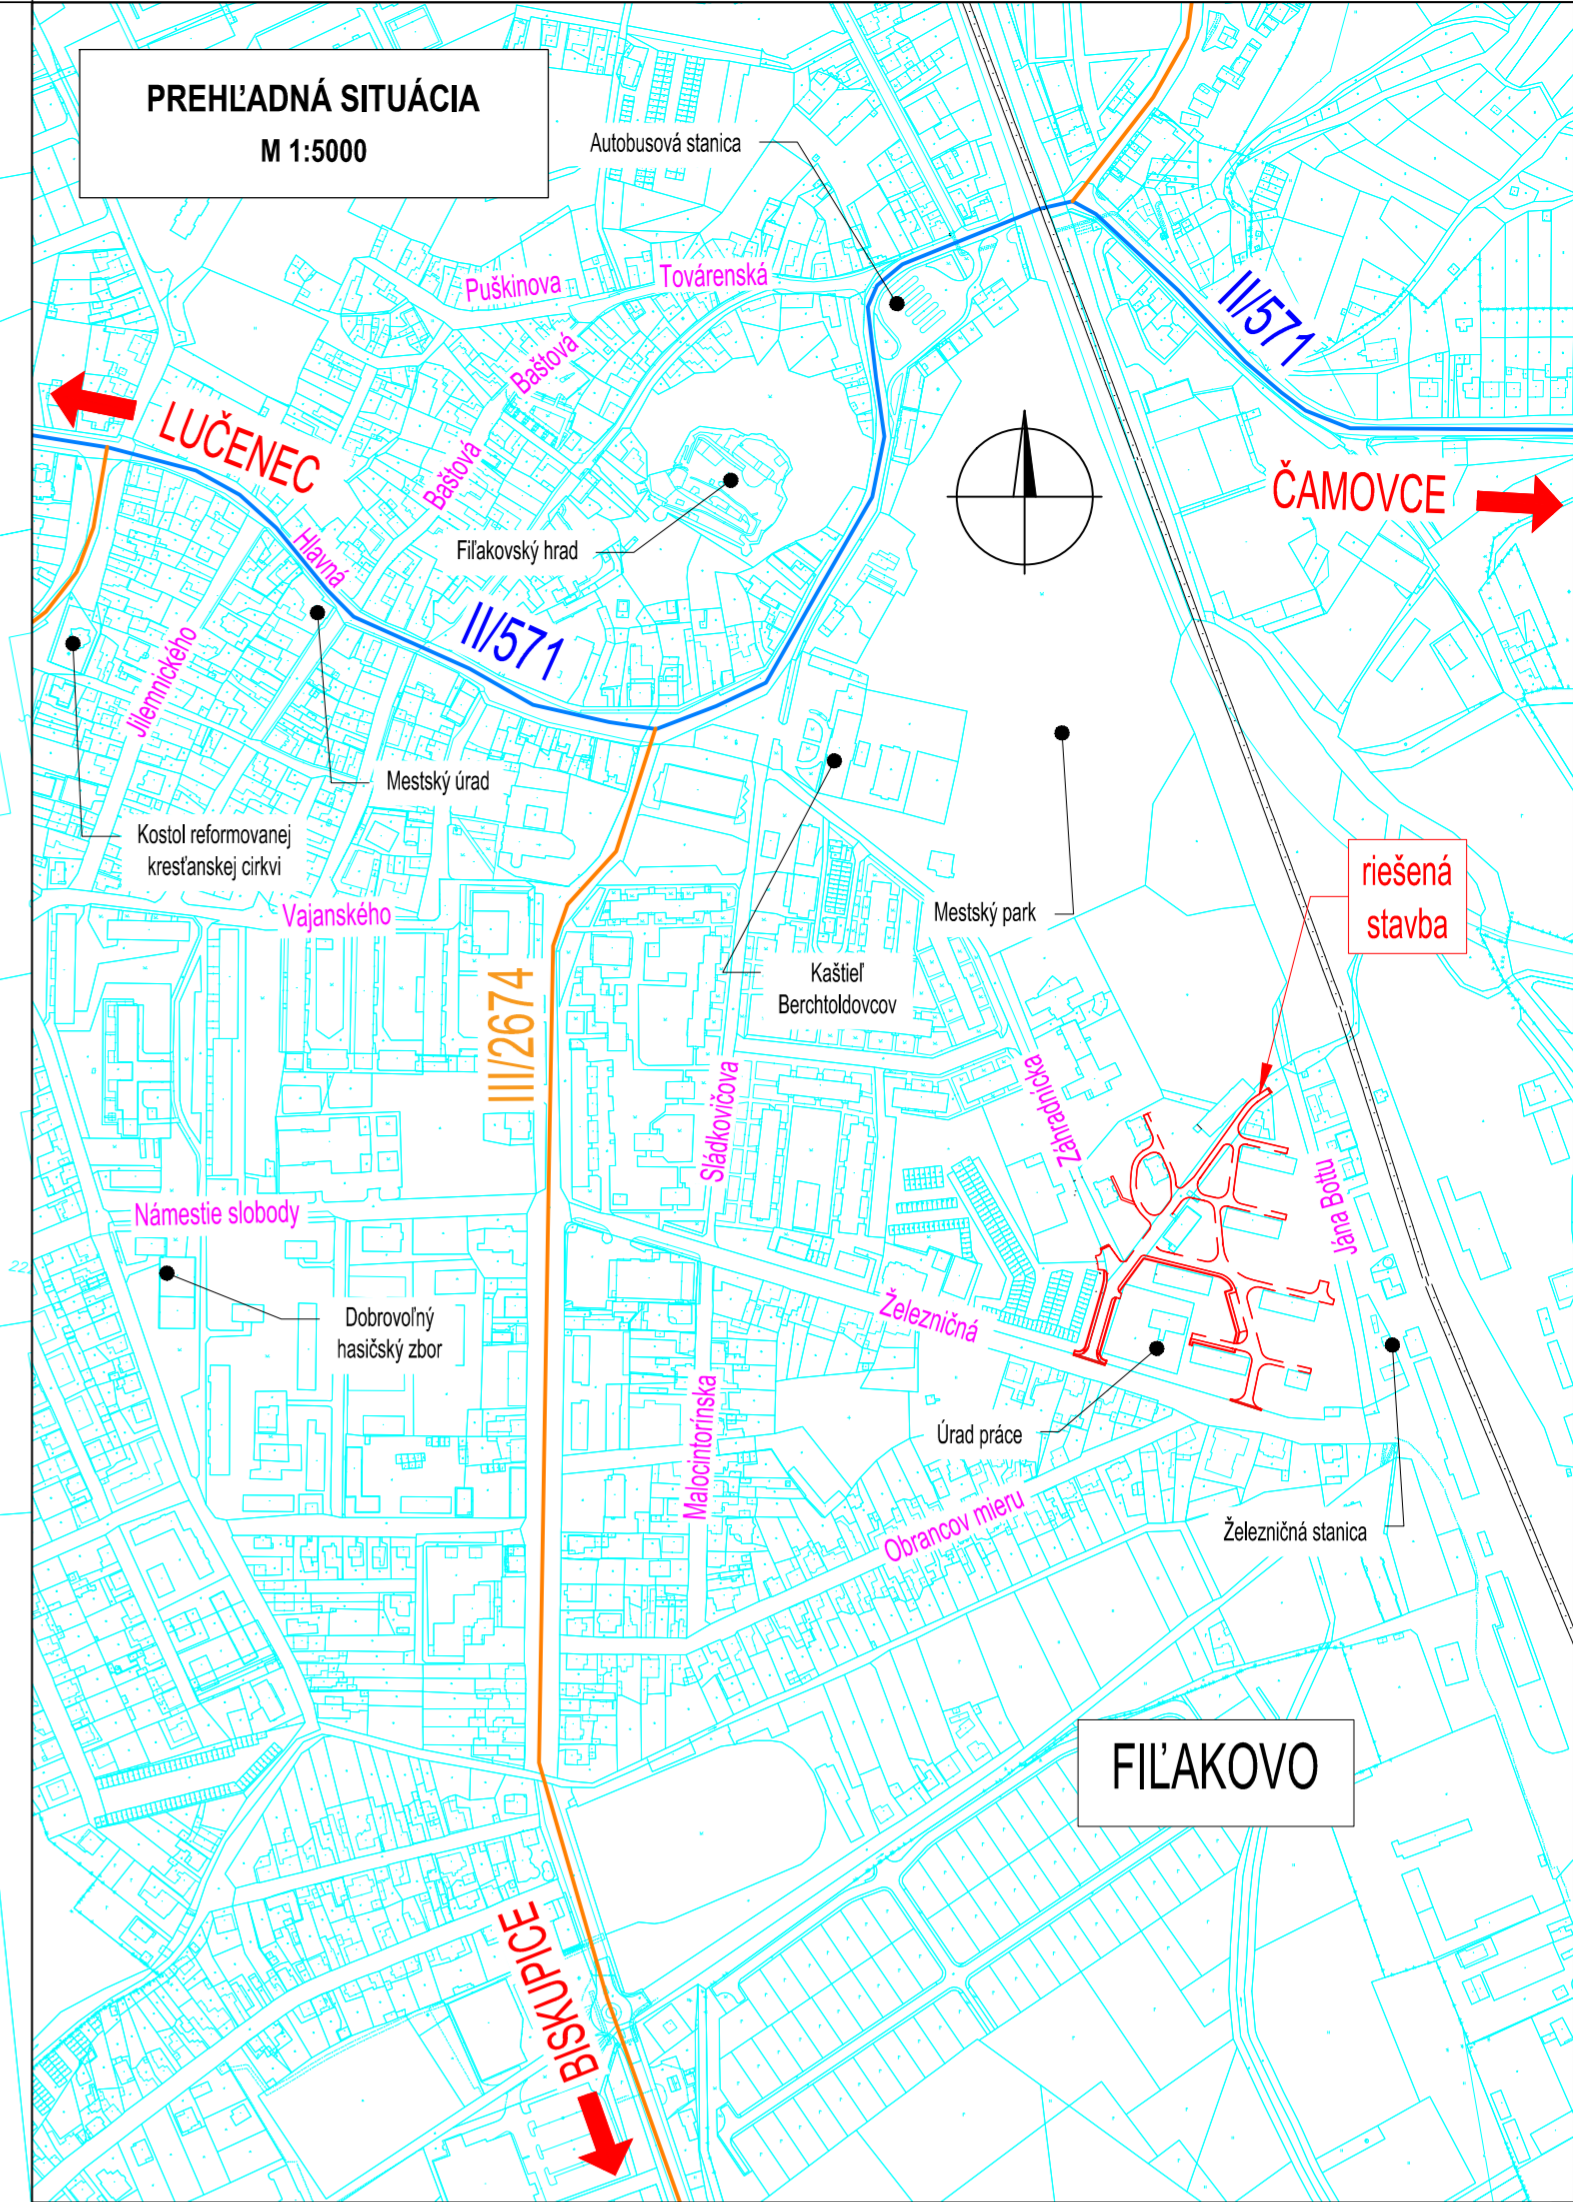 PREHĽADNÁ SITUÁCIA
M 1:5000
Autobusová stanica
Puškinova
Továrenská
II/571
Baštová
LUČENEC
Baštová
ČAMOVCE
Hlavná
Fiľakovský hrad
II/571
Jilemnického
Mestský úrad
Kostol reformovanej
kresťanskej cirkvi
riešená
stavba
Vajanského
Mestský park
Kaštieľ
Berchtoldovcov
III/2674
Sládkovičova
Záhradnícka
Jána Bottu
Námestie slobody
Železničná
Dobrovoľný
hasičský zbor
Malocintorínska
Úrad práce
Obrancov mieru
Železničná stanica
FIĽAKOVO
BISKUPICE